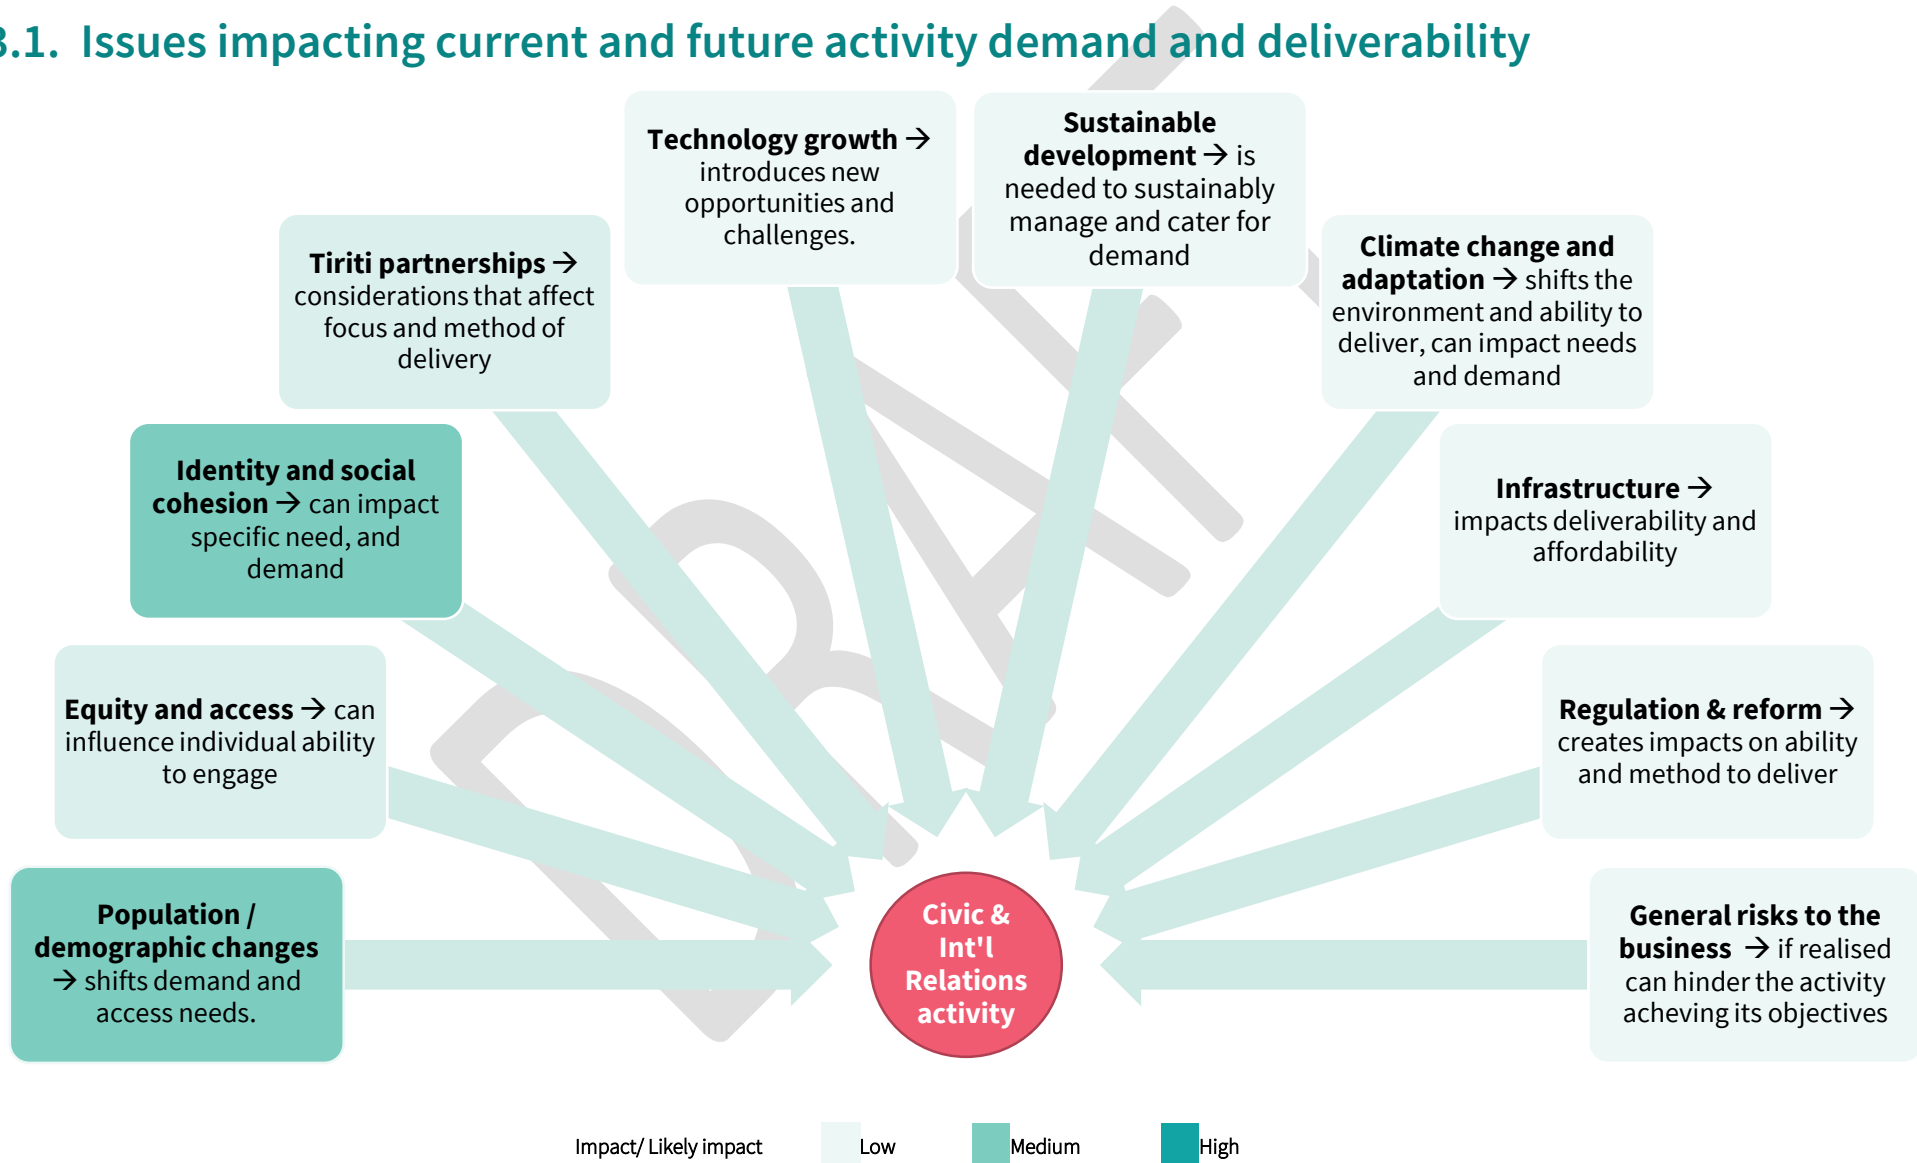 3.1. Issues impacting current and future activity demand and deliverability
Technology growth →
introduces new
opportunities and
challenges.
Sustainable
development → is
needed to sustainably
manage and cater for
demand
Tiriti partnerships →
considerations that affect
focus and method of
delivery
Climate change and
adaptation → shifts the
environment and ability to
deliver, can impact needs
and demand
Identity and social
cohesion → can impact
specific need, and
demand
Infrastructure →
impacts deliverability and
affordability
Equity and access → can
influence individual ability
to engage
Regulation & reform →
creates impacts on ability
and method to deliver
Population /
demographic changes
→ shifts demand and
access needs.
Civic &
Int'l
Relations
activity
General risks to the
business → if realised
can hinder the activity
acheving its objectives
Impact/ Likely impact
Low
Medium
High
DRAFT